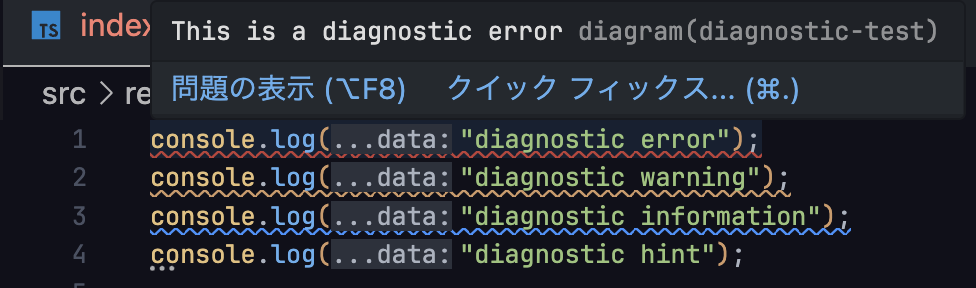 TS index
This is a diagnostic error diagram(diagnostic-test)
問題の表示 (⌥F8) クイック フィックス... (⌘.)
src > re
1 console.log(...data: "diagnostic error");
2 console.log(...data: "diagnostic warning");
3 console.log(...data: "diagnostic information");
4 console.log(...data: "diagnostic hint");